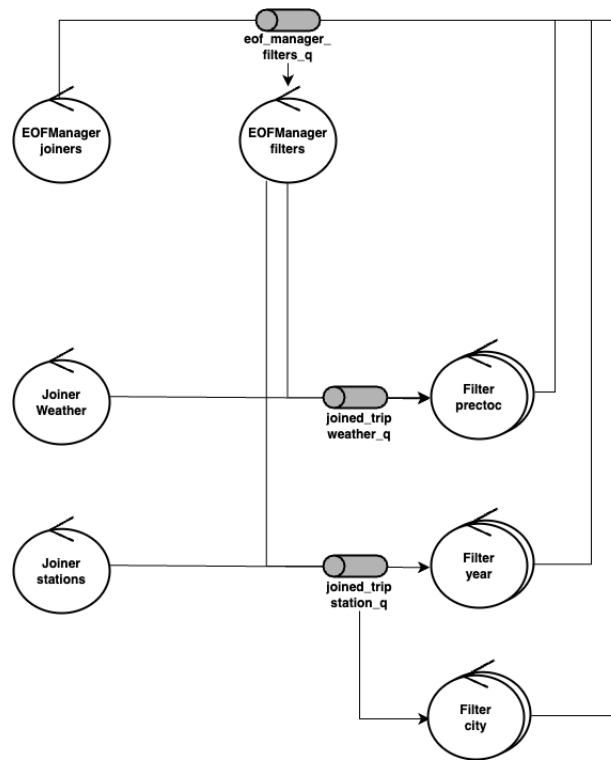 eof_manager_
filters_q
EOFManager
joiners
EOFManager
filters
Joiner
Weather
joined_trip
weather_q
Filter
prectoc
Joiner
stations
joined_trip
station_q
Filter
year
Filter
city